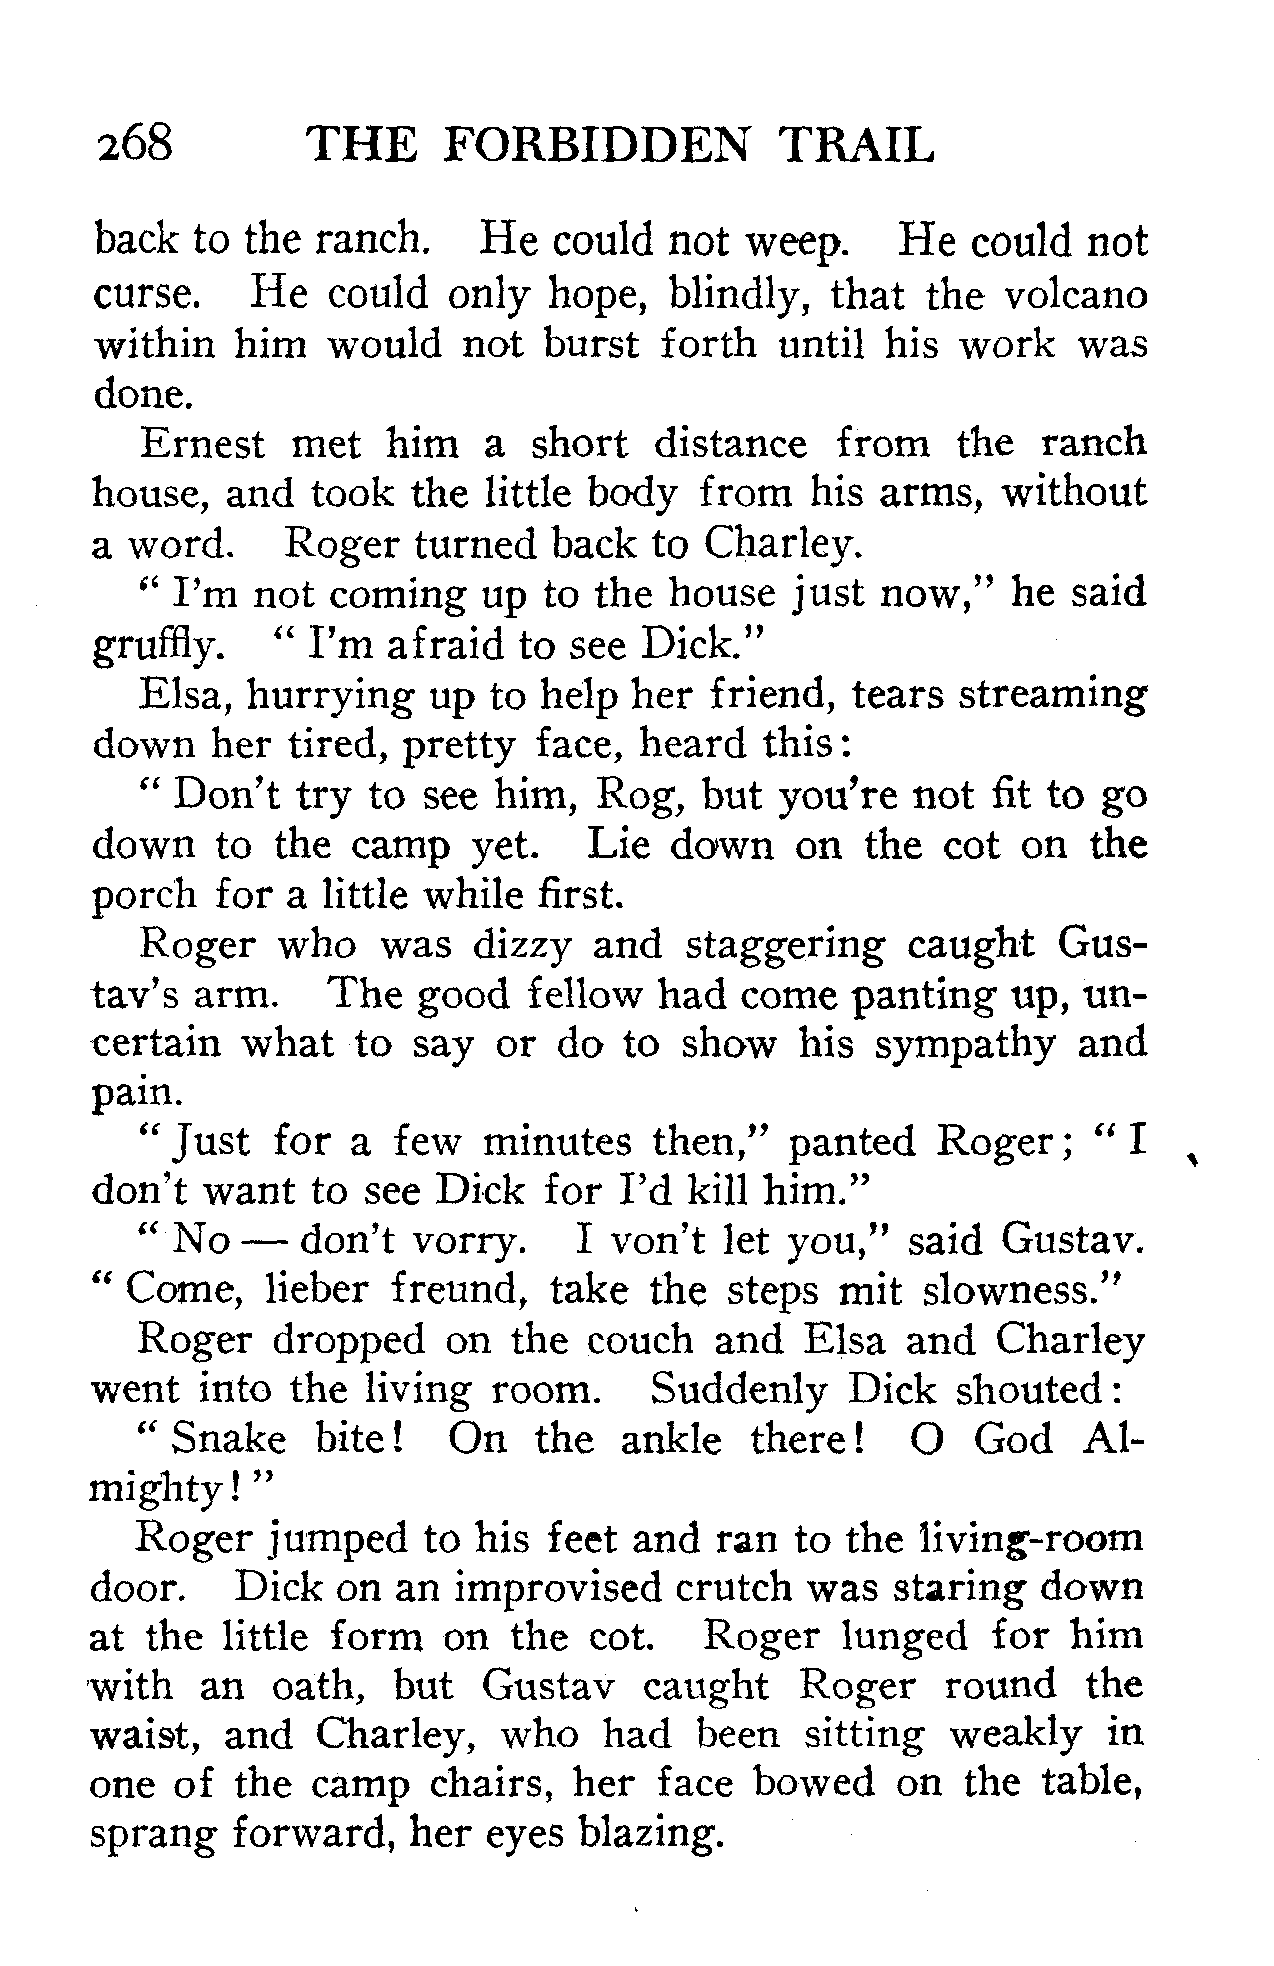 268 THE FORBIDDEN TRAIL
back to the ranch. He could not weep. He could not
curse. He could only hope, blindly, that the volcano
within him would not burst forth until his work was
done.
Ernest met him a short distance from the ranch
house, and took the little body from his arms, without
a word. Roger turned back to Charley.
" I'm not coming up to the house just now," he said
gruffly. " I'm afraid to see Dick."
Elsa, hurrying up to help her friend, tears streaming
down her tired, pretty face, heard this:
" Don't try to see him, Rog, but you're not fit to go
down to the camp yet. Lie down on the cot on the
porch for a little while first.
Roger who was dizzy and staggering caught Gus-
tav's arm. The good fellow had come panting up, un-
certain what to say or do to show his sympathy and
pain.
" Just for a few minutes then," panted Roger; " I
don't want to see Dick for I'd kill him."
" No — don't vorry. I von't let you," said Gustav.
" Come, lieber freund, take the steps mit slowness."
Roger dropped on the couch and Elsa and Charley
went into the living room. Suddenly Dick shouted:
" Snake bite! On the ankle there! O God Al-
mighty! "
Roger jumped to his feet and ran to the living-room
door. Dick on an improvised crutch was staring down
at the little form on the cot. Roger lunged for him
with an oath, but Gustav caught Roger round the
waist, and Charley, who had been sitting weakly in
one of the camp chairs, her face bowed on the table,
sprang forward, her eyes blazing.